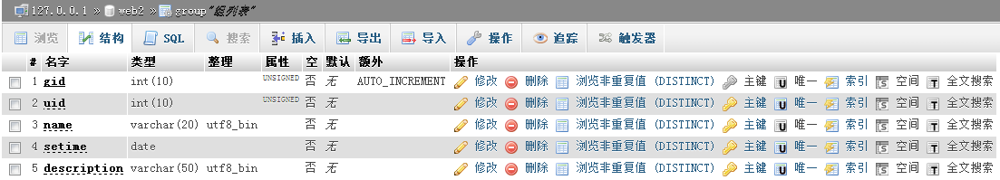 127.0.0.1 » web2 » group "组列表"
浏览 结构 SQL 搜索 插入 导出 导入 操作 追踪 触发器
# 名字 类型 整理 属性 空 默认 额外 操作
1 gid int(10) UNSIGNED 否 无 AUTO_INCREMENT 修改 删除 浏览非重复值 (DISTINCT) 主键 U 唯一 索引 S 空间 T 全文搜索
2 uid int(10) UNSIGNED 否 无 修改 删除 浏览非重复值 (DISTINCT) 主键 U 唯一 索引 S 空间 T 全文搜索
3 name varchar(20) utf8_bin 否 无 修改 删除 浏览非重复值 (DISTINCT) 主键 U 唯一 索引 S 空间 T 全文搜索
4 setime date 否 无 修改 删除 浏览非重复值 (DISTINCT) 主键 U 唯一 索引 S 空间 T 全文搜索
5 description varchar(50) utf8_bin 否 无 修改 删除 浏览非重复值 (DISTINCT) 主键 U 唯一 索引 S 空间 T 全文搜索